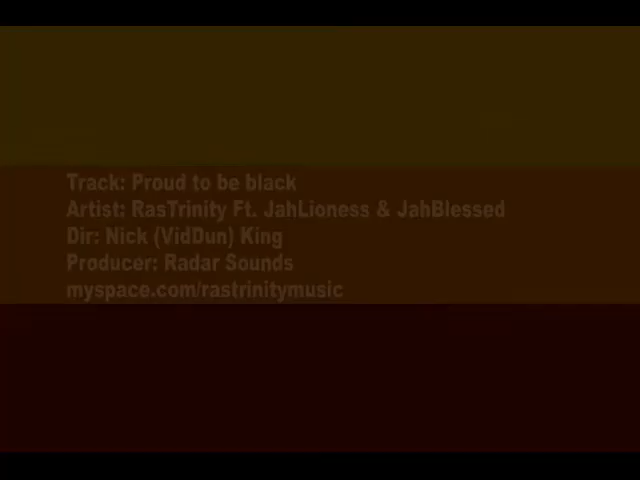 Track: Proud to be black
Artist: RasTrinity Ft. JahLioness & JahBlessed
Dir: Nick (VidDun) King
Producer: Radar Sounds
myspace.com/rastrinitymusic